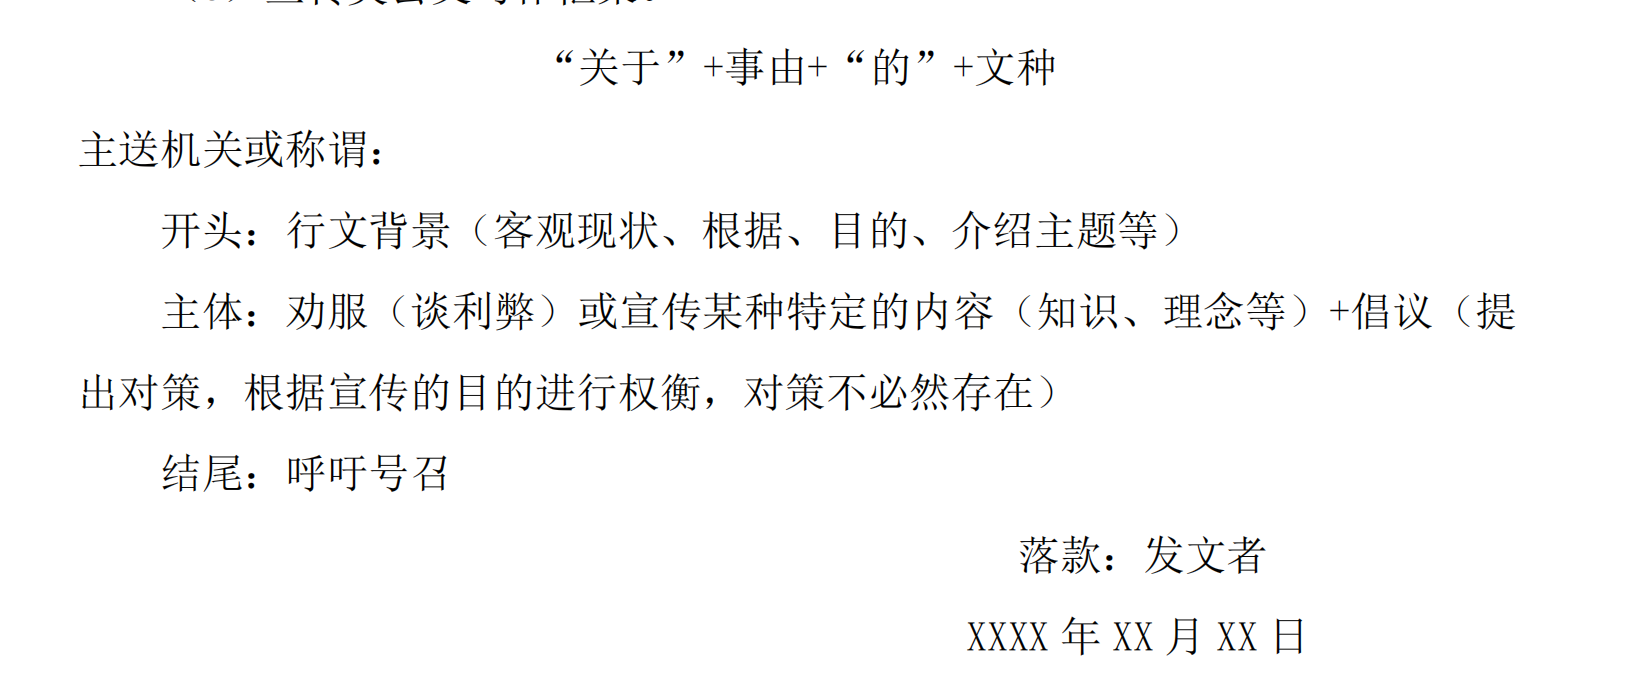 “关于”+事由+“的”+文种
主送机关或称谓：
开头：行文背景（客观现状、根据、目的、介绍主题等）
主体：劝服（谈利弊）或宣传某种特定的内容（知识、理念等）+倡议（提
出对策，根据宣传的目的进行权衡，对策不必然存在）
结尾：呼吁号召
落款：发文者
XXXX 年 XX 月 XX 日